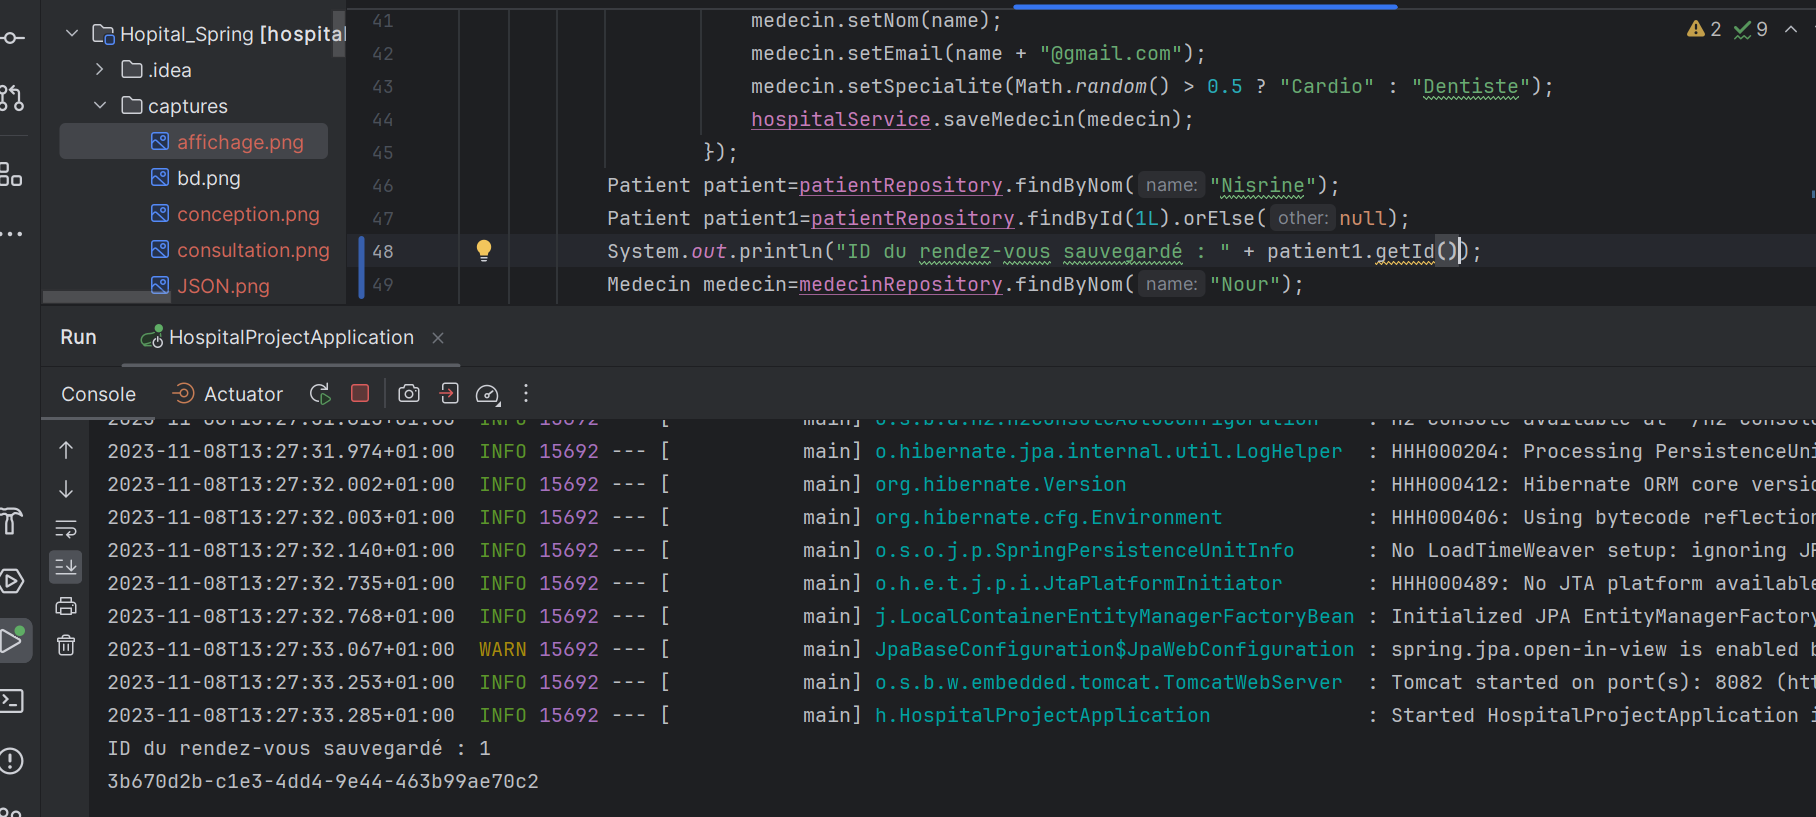 Hopital_Spring [hospital
.idea
captures
affichage.png
bd.png
conception.png
consultation.png
JSON.png
41 medecin.setNom(name);
42 medecin.setEmail(name + "@gmail.com");
43 medecin.setSpecialite(Math.random() > 0.5 ? "Cardio" : "Dentiste");
44 hospitalService.saveMedecin(medecin);
45 });
46 Patient patient=patientRepository.findByNom( name: "Nisrine");
47 Patient patient1=patientRepository.findById(1L).orElse( other: null);
48 System.out.println("ID du rendez-vous sauvegardé : " + patient1.getId());
49 Medecin medecin=medecinRepository.findByNom( name: "Nour");
2 9
Run HospitalProjectApplication
Console Actuator
2023-11-08T13:27:31.974+01:00 INFO 15692 --- [ main] o.hibernate.jpa.internal.util.LogHelper : HHH000204: Processing PersistenceUni
2023-11-08T13:27:32.002+01:00 INFO 15692 --- [ main] org.hibernate.Version : HHH000412: Hibernate ORM core versio
2023-11-08T13:27:32.003+01:00 INFO 15692 --- [ main] org.hibernate.cfg.Environment : HHH000406: Using bytecode reflection
2023-11-08T13:27:32.140+01:00 INFO 15692 --- [ main] o.s.o.j.p.SpringPersistenceUnitInfo : No LoadTimeWeaver setup: ignoring JP
2023-11-08T13:27:32.735+01:00 INFO 15692 --- [ main] o.h.e.t.j.p.i.JtaPlatformInitiator : HHH000489: No JTA platform available
2023-11-08T13:27:32.768+01:00 INFO 15692 --- [ main] j.LocalContainerEntityManagerFactoryBean : Initialized JPA EntityManagerFactory
2023-11-08T13:27:33.067+01:00 WARN 15692 --- [ main] JpaBaseConfiguration$JpaWebConfiguration : spring.jpa.open-in-view is enabled b
2023-11-08T13:27:33.253+01:00 INFO 15692 --- [ main] o.s.b.w.embedded.tomcat.TomcatWebServer : Tomcat started on port(s): 8082 (htt
2023-11-08T13:27:33.285+01:00 INFO 15692 --- [ main] h.HospitalProjectApplication : Started HospitalProjectApplication i
ID du rendez-vous sauvegardé : 1
3b670d2b-c1e3-4dd4-9e44-463b99ae70c2